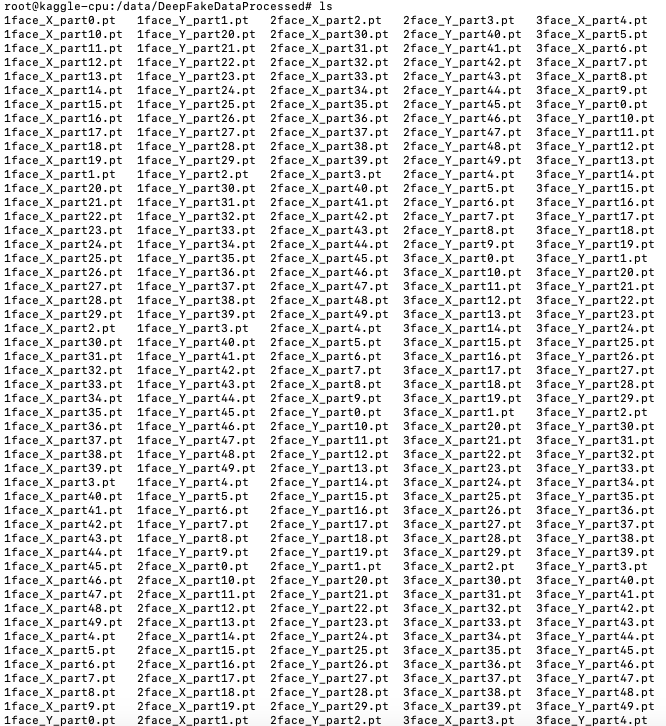 root@kaggle-cpu:/data/DeepFakeDataProcessed# ls
1face_X_part0.pt 1face_Y_part1.pt 2face_X_part2.pt 2face_Y_part3.pt 3face_X_part4.pt
1face_X_part10.pt 1face_Y_part20.pt 2face_X_part30.pt 2face_Y_part40.pt 3face_X_part5.pt
1face_X_part11.pt 1face_Y_part21.pt 2face_X_part31.pt 2face_Y_part41.pt 3face_X_part6.pt
1face_X_part12.pt 1face_Y_part22.pt 2face_X_part32.pt 2face_Y_part42.pt 3face_X_part7.pt
1face_X_part13.pt 1face_Y_part23.pt 2face_X_part33.pt 2face_Y_part43.pt 3face_X_part8.pt
1face_X_part14.pt 1face_Y_part24.pt 2face_X_part34.pt 2face_Y_part44.pt 3face_X_part9.pt
1face_X_part15.pt 1face_Y_part25.pt 2face_X_part35.pt 2face_Y_part45.pt 3face_Y_part0.pt
1face_X_part16.pt 1face_Y_part26.pt 2face_X_part36.pt 2face_Y_part46.pt 3face_Y_part10.pt
1face_X_part17.pt 1face_Y_part27.pt 2face_X_part37.pt 2face_Y_part47.pt 3face_Y_part11.pt
1face_X_part18.pt 1face_Y_part28.pt 2face_X_part38.pt 2face_Y_part48.pt 3face_Y_part12.pt
1face_X_part19.pt 1face_Y_part29.pt 2face_X_part39.pt 2face_Y_part49.pt 3face_Y_part13.pt
1face_X_part1.pt 1face_Y_part2.pt 2face_X_part3.pt 2face_Y_part4.pt 3face_Y_part14.pt
1face_X_part20.pt 1face_Y_part30.pt 2face_X_part40.pt 2face_Y_part5.pt 3face_Y_part15.pt
1face_X_part21.pt 1face_Y_part31.pt 2face_X_part41.pt 2face_Y_part6.pt 3face_Y_part16.pt
1face_X_part22.pt 1face_Y_part32.pt 2face_X_part42.pt 2face_Y_part7.pt 3face_Y_part17.pt
1face_X_part23.pt 1face_Y_part33.pt 2face_X_part43.pt 2face_Y_part8.pt 3face_Y_part18.pt
1face_X_part24.pt 1face_Y_part34.pt 2face_X_part44.pt 2face_Y_part9.pt 3face_Y_part19.pt
1face_X_part25.pt 1face_Y_part35.pt 2face_X_part45.pt 3face_X_part0.pt 3face_Y_part1.pt
1face_X_part26.pt 1face_Y_part36.pt 2face_X_part46.pt 3face_X_part10.pt 3face_Y_part20.pt
1face_X_part27.pt 1face_Y_part37.pt 2face_X_part47.pt 3face_X_part11.pt 3face_Y_part21.pt
1face_X_part28.pt 1face_Y_part38.pt 2face_X_part48.pt 3face_X_part12.pt 3face_Y_part22.pt
1face_X_part29.pt 1face_Y_part39.pt 2face_X_part49.pt 3face_X_part13.pt 3face_Y_part23.pt
1face_X_part2.pt 1face_Y_part3.pt 2face_X_part4.pt 3face_X_part14.pt 3face_Y_part24.pt
1face_X_part30.pt 1face_Y_part40.pt 2face_X_part5.pt 3face_X_part15.pt 3face_Y_part25.pt
1face_X_part31.pt 1face_Y_part41.pt 2face_X_part6.pt 3face_X_part16.pt 3face_Y_part26.pt
1face_X_part32.pt 1face_Y_part42.pt 2face_X_part7.pt 3face_X_part17.pt 3face_Y_part27.pt
1face_X_part33.pt 1face_Y_part43.pt 2face_X_part8.pt 3face_X_part18.pt 3face_Y_part28.pt
1face_X_part34.pt 1face_Y_part44.pt 2face_X_part9.pt 3face_X_part19.pt 3face_Y_part29.pt
1face_X_part35.pt 1face_Y_part45.pt 2face_Y_part0.pt 3face_X_part1.pt 3face_Y_part2.pt
1face_X_part36.pt 1face_Y_part46.pt 2face_Y_part10.pt 3face_X_part20.pt 3face_Y_part30.pt
1face_X_part37.pt 1face_Y_part47.pt 2face_Y_part11.pt 3face_X_part21.pt 3face_Y_part31.pt
1face_X_part38.pt 1face_Y_part48.pt 2face_Y_part12.pt 3face_X_part22.pt 3face_Y_part32.pt
1face_X_part39.pt 1face_Y_part49.pt 2face_Y_part13.pt 3face_X_part23.pt 3face_Y_part33.pt
1face_X_part3.pt 1face_Y_part4.pt 2face_Y_part14.pt 3face_X_part24.pt 3face_Y_part34.pt
1face_X_part40.pt 1face_Y_part5.pt 2face_Y_part15.pt 3face_X_part25.pt 3face_Y_part35.pt
1face_X_part41.pt 1face_Y_part6.pt 2face_Y_part16.pt 3face_X_part26.pt 3face_Y_part36.pt
1face_X_part42.pt 1face_Y_part7.pt 2face_Y_part17.pt 3face_X_part27.pt 3face_Y_part37.pt
1face_X_part43.pt 1face_Y_part8.pt 2face_Y_part18.pt 3face_X_part28.pt 3face_Y_part38.pt
1face_X_part44.pt 1face_Y_part9.pt 2face_Y_part19.pt 3face_X_part29.pt 3face_Y_part39.pt
1face_X_part45.pt 2face_X_part0.pt 2face_Y_part1.pt 3face_X_part2.pt 3face_Y_part3.pt
1face_X_part46.pt 2face_X_part10.pt 2face_Y_part20.pt 3face_X_part30.pt 3face_Y_part40.pt
1face_X_part47.pt 2face_X_part11.pt 2face_Y_part21.pt 3face_X_part31.pt 3face_Y_part41.pt
1face_X_part48.pt 2face_X_part12.pt 2face_Y_part22.pt 3face_X_part32.pt 3face_Y_part42.pt
1face_X_part49.pt 2face_X_part13.pt 2face_Y_part23.pt 3face_X_part33.pt 3face_Y_part43.pt
1face_X_part4.pt 2face_X_part14.pt 2face_Y_part24.pt 3face_X_part34.pt 3face_Y_part44.pt
1face_X_part5.pt 2face_X_part15.pt 2face_Y_part25.pt 3face_X_part35.pt 3face_Y_part45.pt
1face_X_part6.pt 2face_X_part16.pt 2face_Y_part26.pt 3face_X_part36.pt 3face_Y_part46.pt
1face_X_part7.pt 2face_X_part17.pt 2face_Y_part27.pt 3face_X_part37.pt 3face_Y_part47.pt
1face_X_part8.pt 2face_X_part18.pt 2face_Y_part28.pt 3face_X_part38.pt 3face_Y_part48.pt
1face_X_part9.pt 2face_X_part19.pt 2face_Y_part29.pt 3face_X_part39.pt 3face_Y_part49.pt
1face_Y_part0.pt 2face_X_part1.pt 2face_Y_part2.pt 3face_X_part3.pt 3face_Y_part4.pt